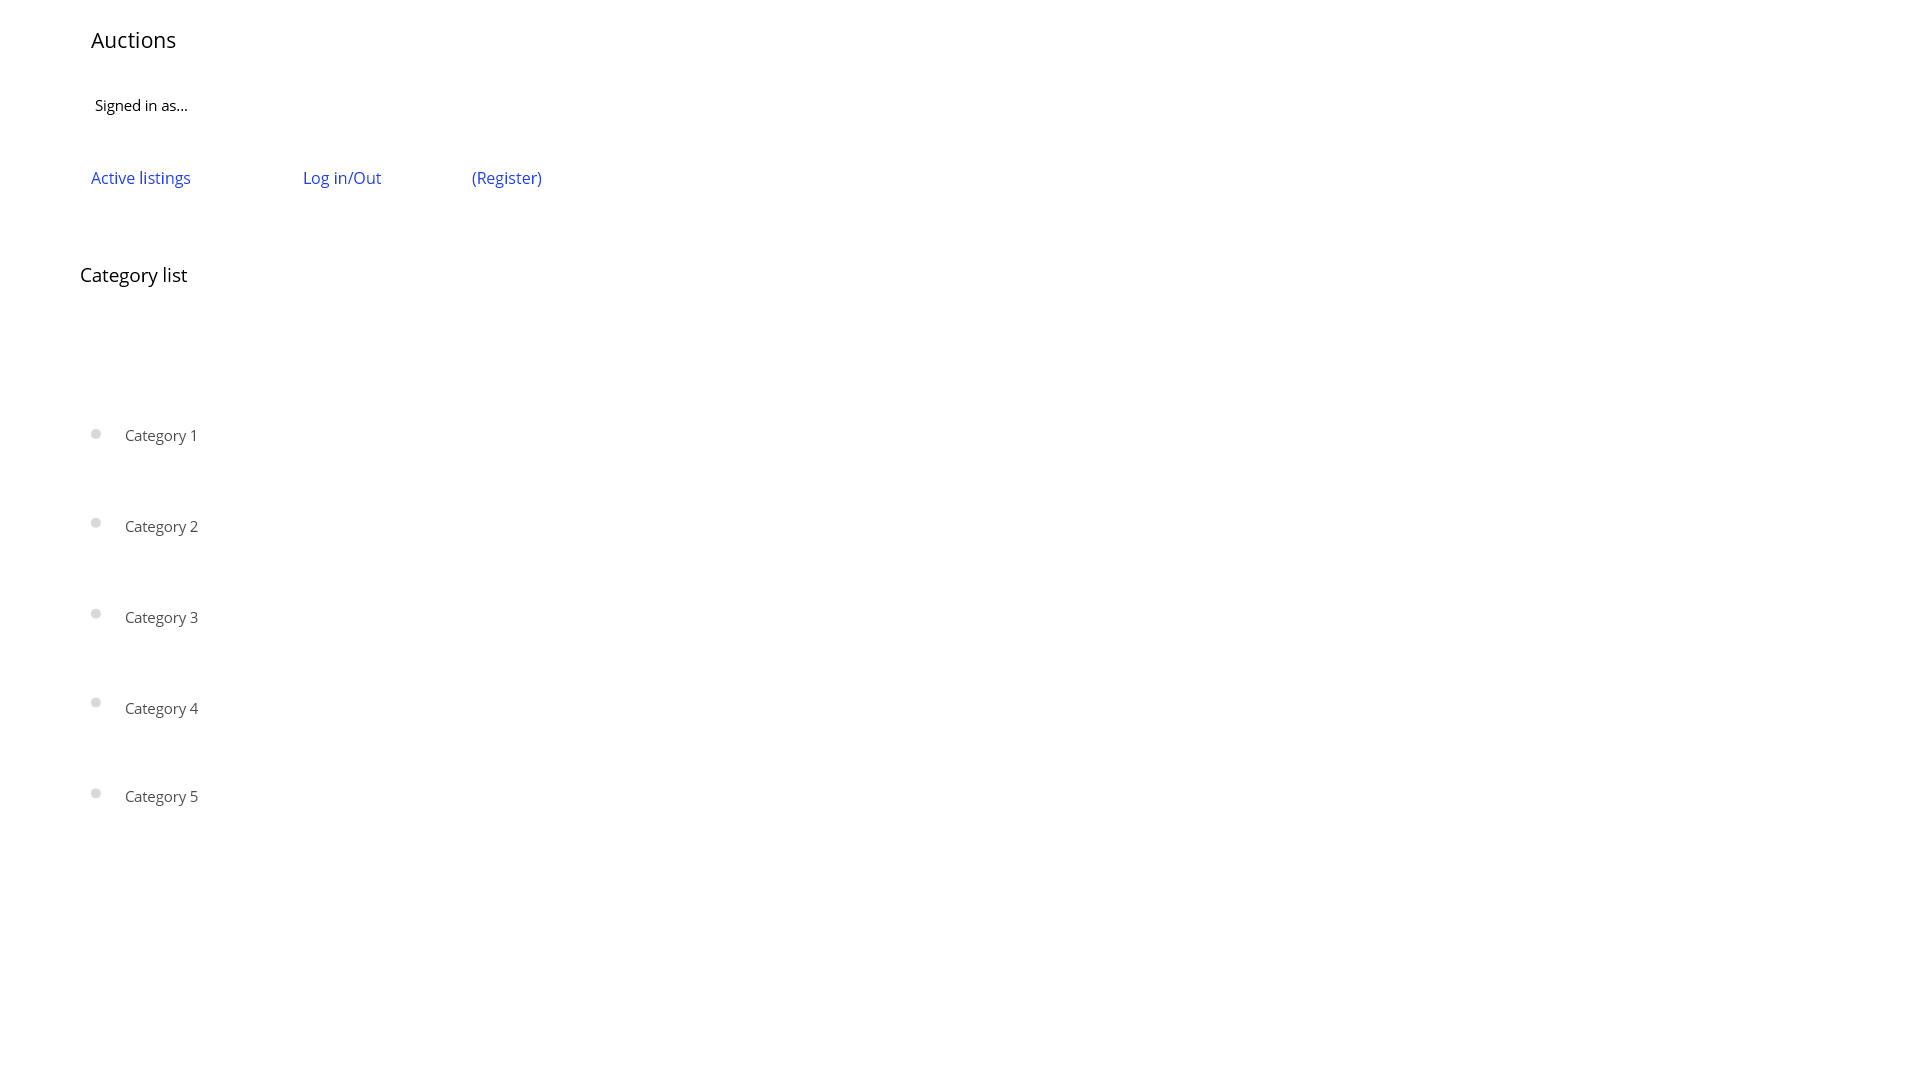 Auctions
Signed in as...
Active listings Log in/Out (Register)
Category list
Category 1
Category 2
Category 3
Category 4
Category 5